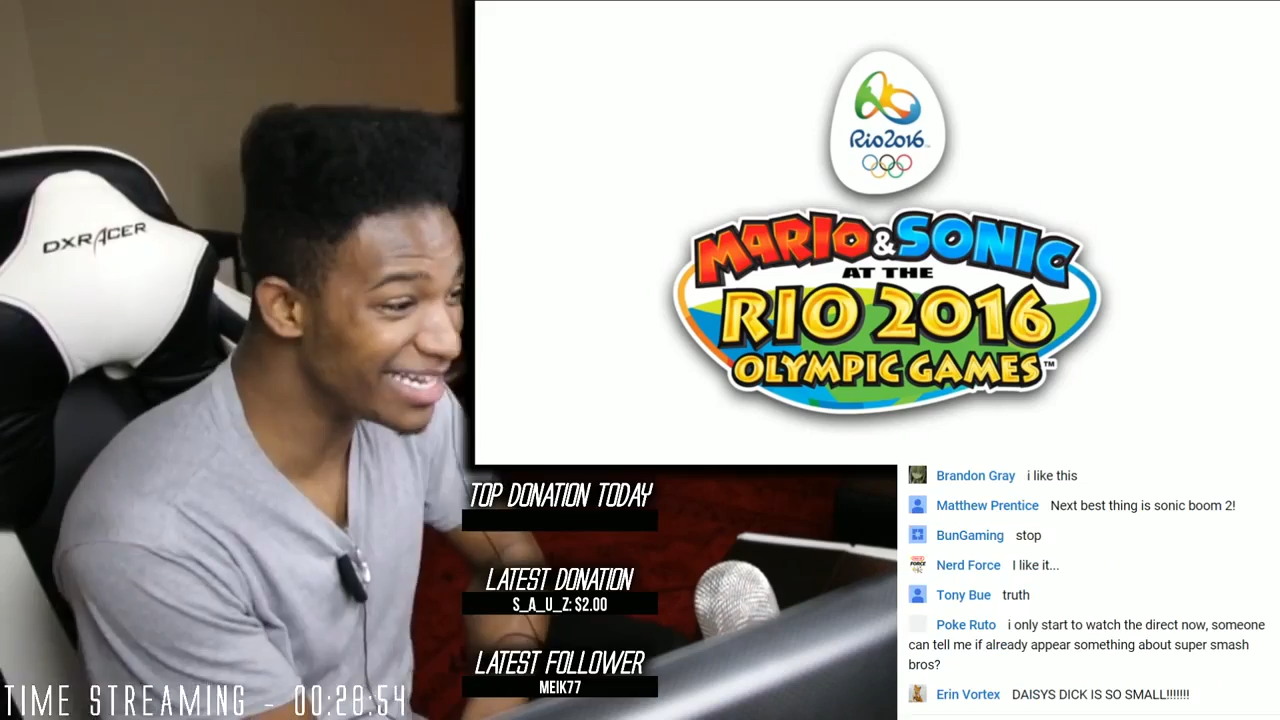 DXRACER
Rio2016
MARIO & SONIC
AT THE
RIO 2016
OLYMPIC GAMES™
TOP DONATION TODAY
LATEST DONATION
S_A_U_Z: $2.00
LATEST FOLLOWER
MEIK77
TIME STREAMING - 00:28:54
Brandon Gray i like this
Matthew Prentice Next best thing is sonic boom 2!
BunGaming stop
Nerd Force I like it...
Tony Bue truth
Poke Ruto i only start to watch the direct now, someone
can tell me if already appear something about super smash
bros?
Erin Vortex DAISYS DICK IS SO SMALL!!!!!!!